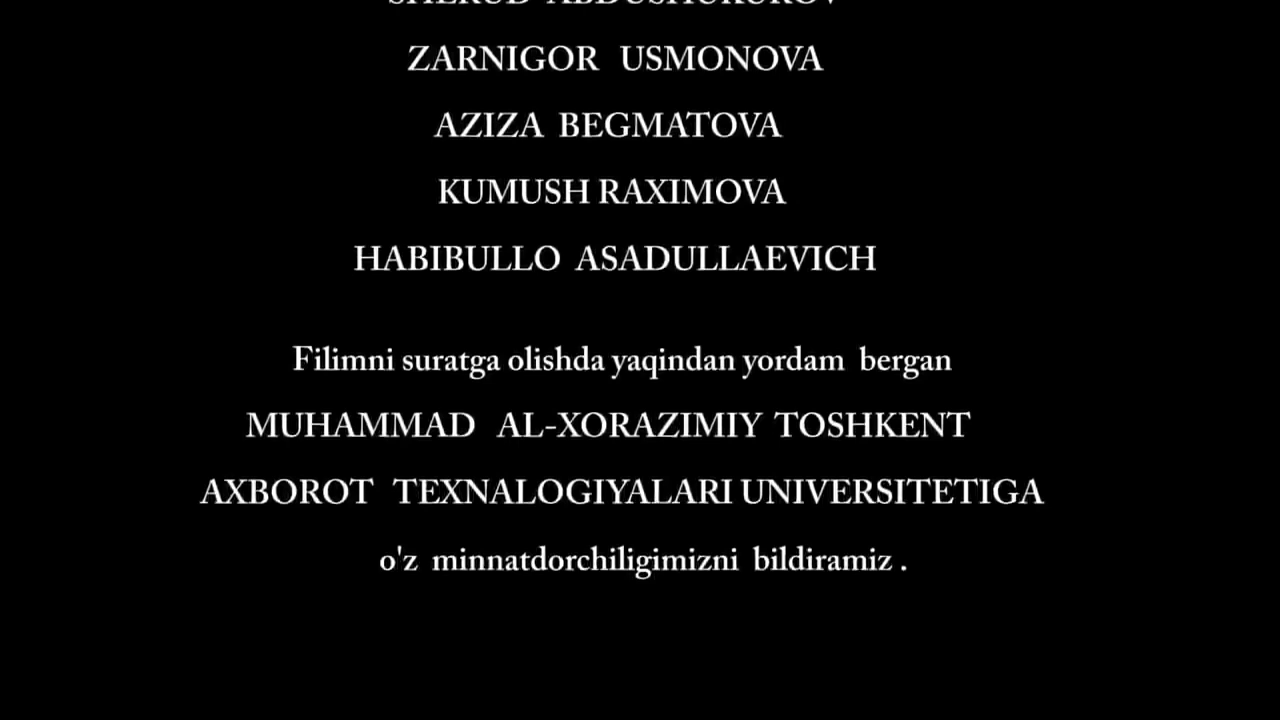 ZARNIGOR USMONOVA
AZIZA BEGMATOVA
KUMUSH RAXIMOVA
HABIBULLO ASADULLAEVICH
Filimni suratga olishda yaqindan yordam bergan
MUHAMMAD AL-XORAZIMIY TOSHKENT
AXBOROT TEXNALOGIYALARI UNIVERSITETIGA
o'z minnatdorchiligimizni bildiramiz .